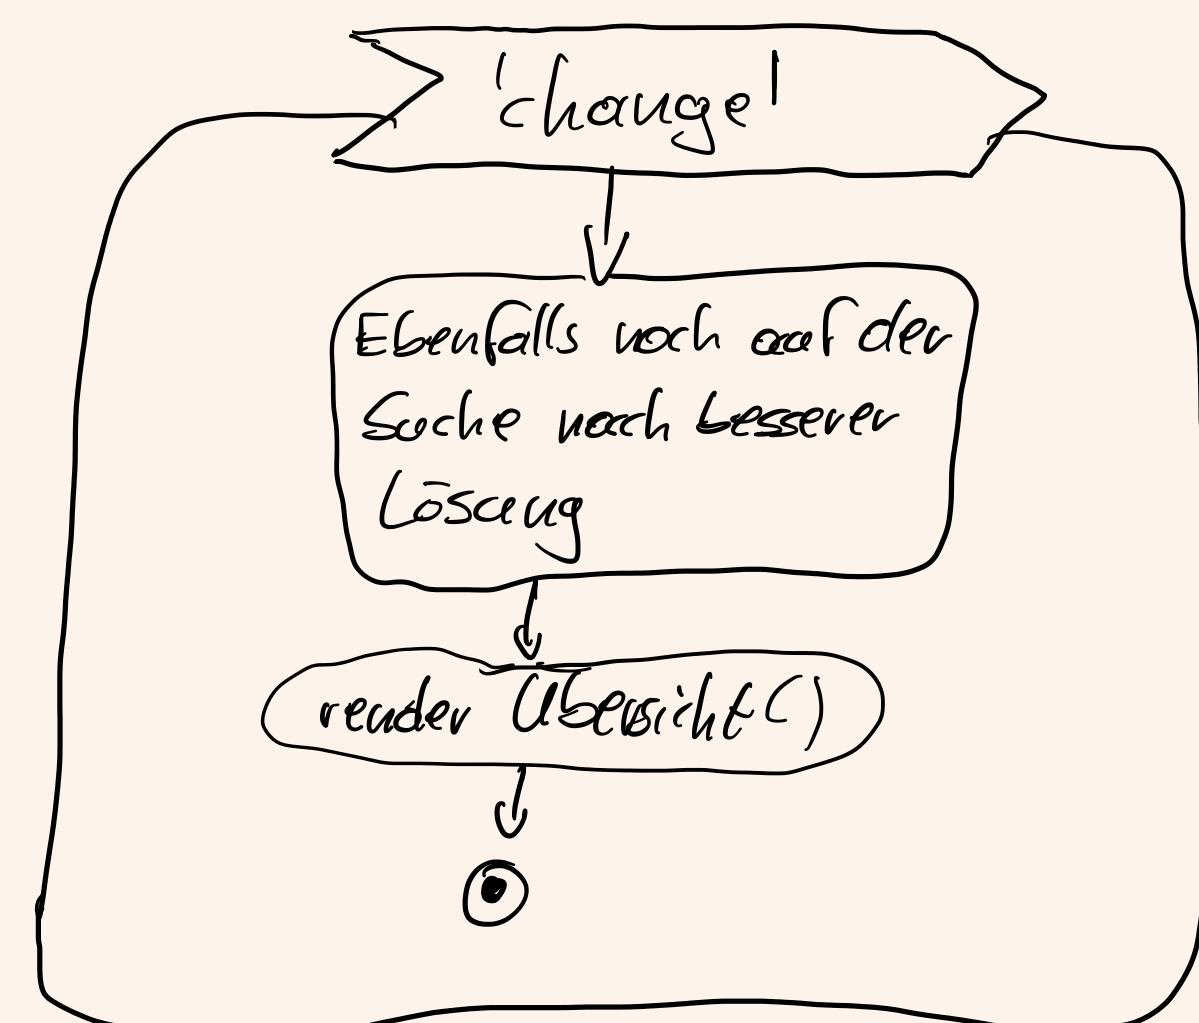 'change'
Ebenfalls noch auf der
Suche nach besserer
Lösung
render Übersicht()